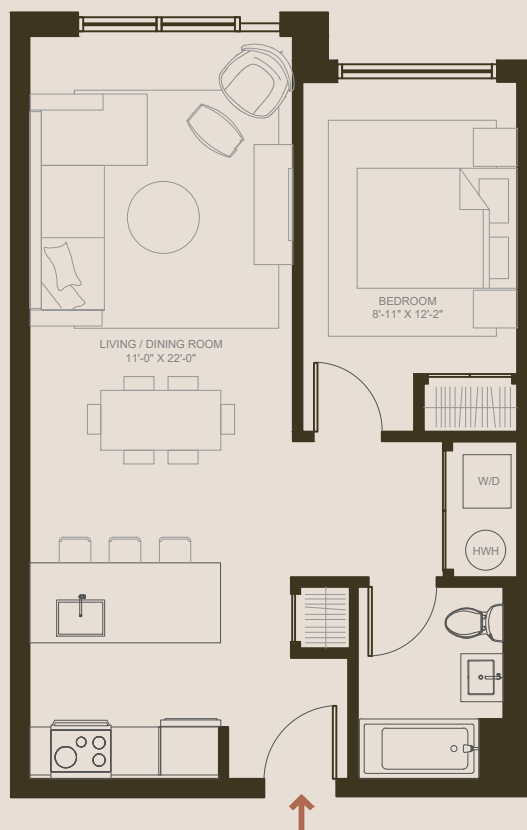 BEDROOM
8'-11" X 12'-2"
LIVING / DINING ROOM
11'-0" X 22'-0"
W/D
HWH